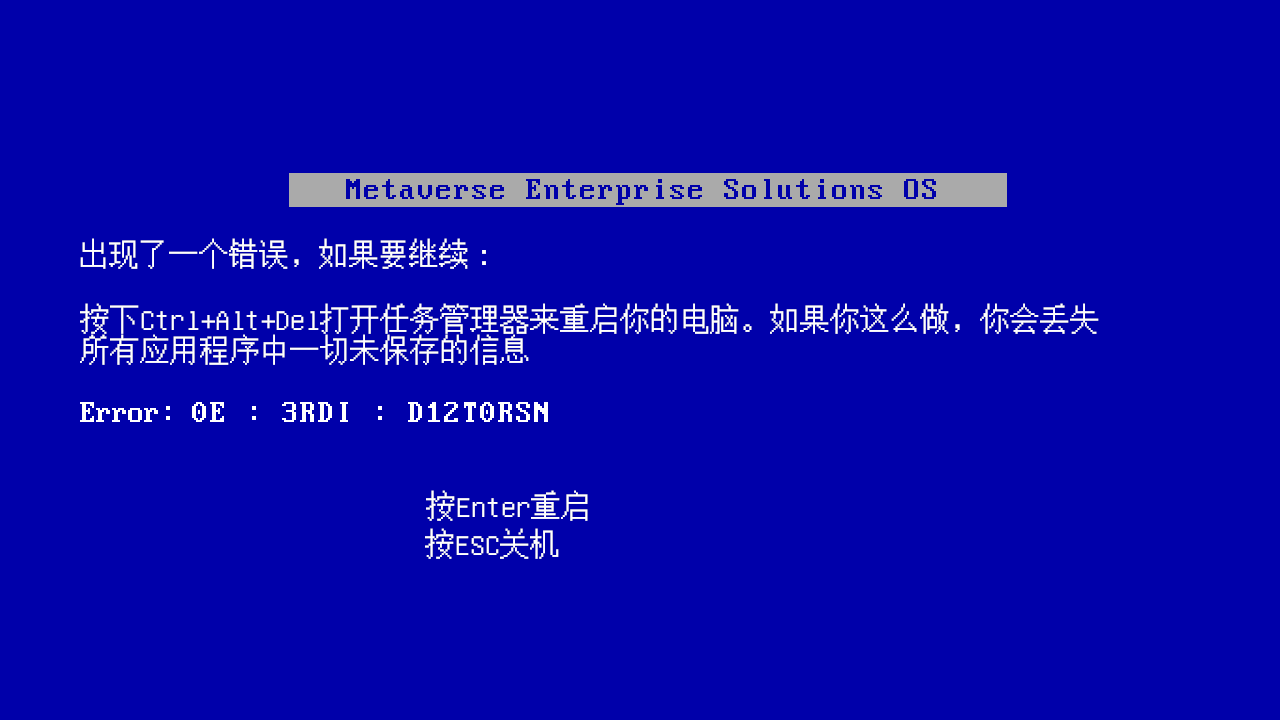 Metaverse Enterprise Solutions OS
出现了一个错误，如果要继续：
按下Ctrl+Alt+Del打开任务管理器来重启你的电脑。如果你这么做，你会丢失
所有应用程序中一切未保存的信息
Error: 0E : 3RDI : D12T0RSN
按Enter重启
按ESC关机